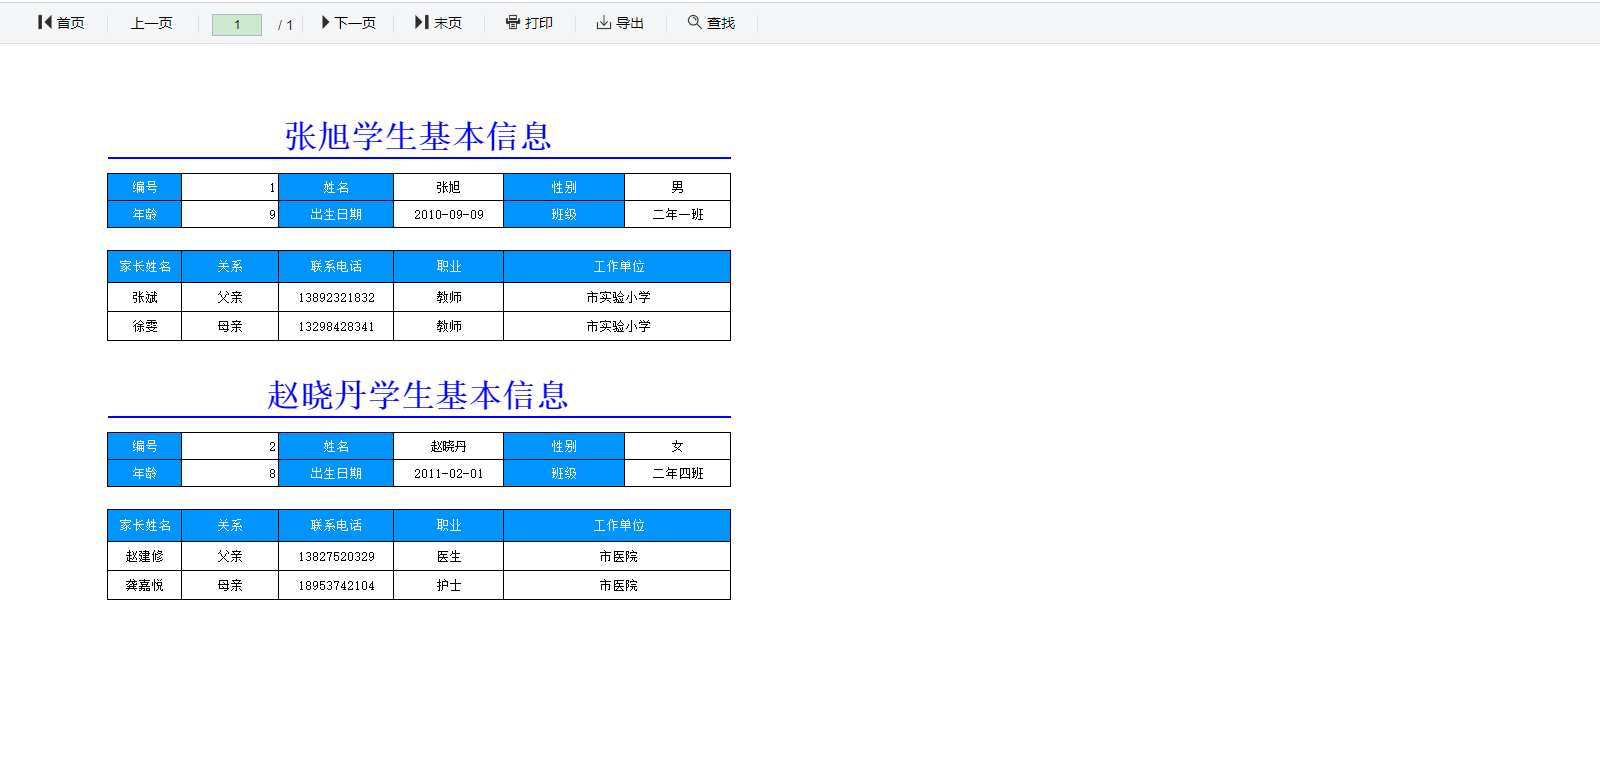 首页 上一页 1 / 1 下一页 末页 打印 导出 查找
张旭学生基本信息
编号 1 姓名 张旭 性别 男
年龄 9 出生日期 2010-09-09 班级 二年一班
家长姓名 关系 联系电话 职业 工作单位
张斌 父亲 13892321832 教师 市实验小学
徐雯 母亲 13298428341 教师 市实验小学
赵晓丹学生基本信息
编号 2 姓名 赵晓丹 性别 女
年龄 8 出生日期 2011-02-01 班级 二年四班
家长姓名 关系 联系电话 职业 工作单位
赵建修 父亲 13827520329 医生 市医院
龚嘉悦 母亲 18953742104 护士 市医院